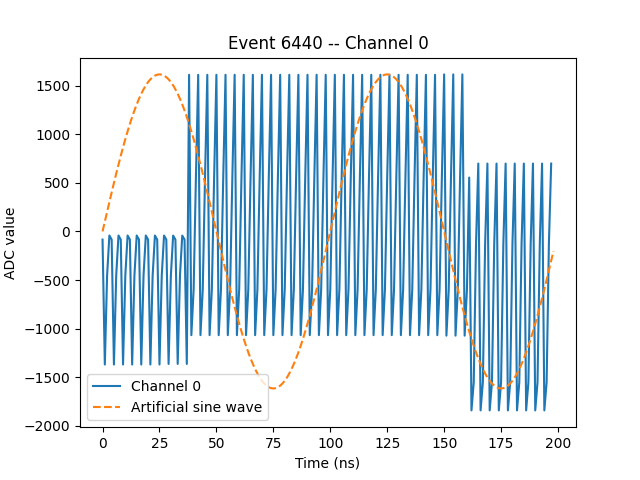 Event 6440 -- Channel 0
ADC value
1500
1000
500
0
−500
−1000
−1500
−2000
Channel 0
Artificial sine wave
0 25 50 75 100 125 150 175 200
Time (ns)